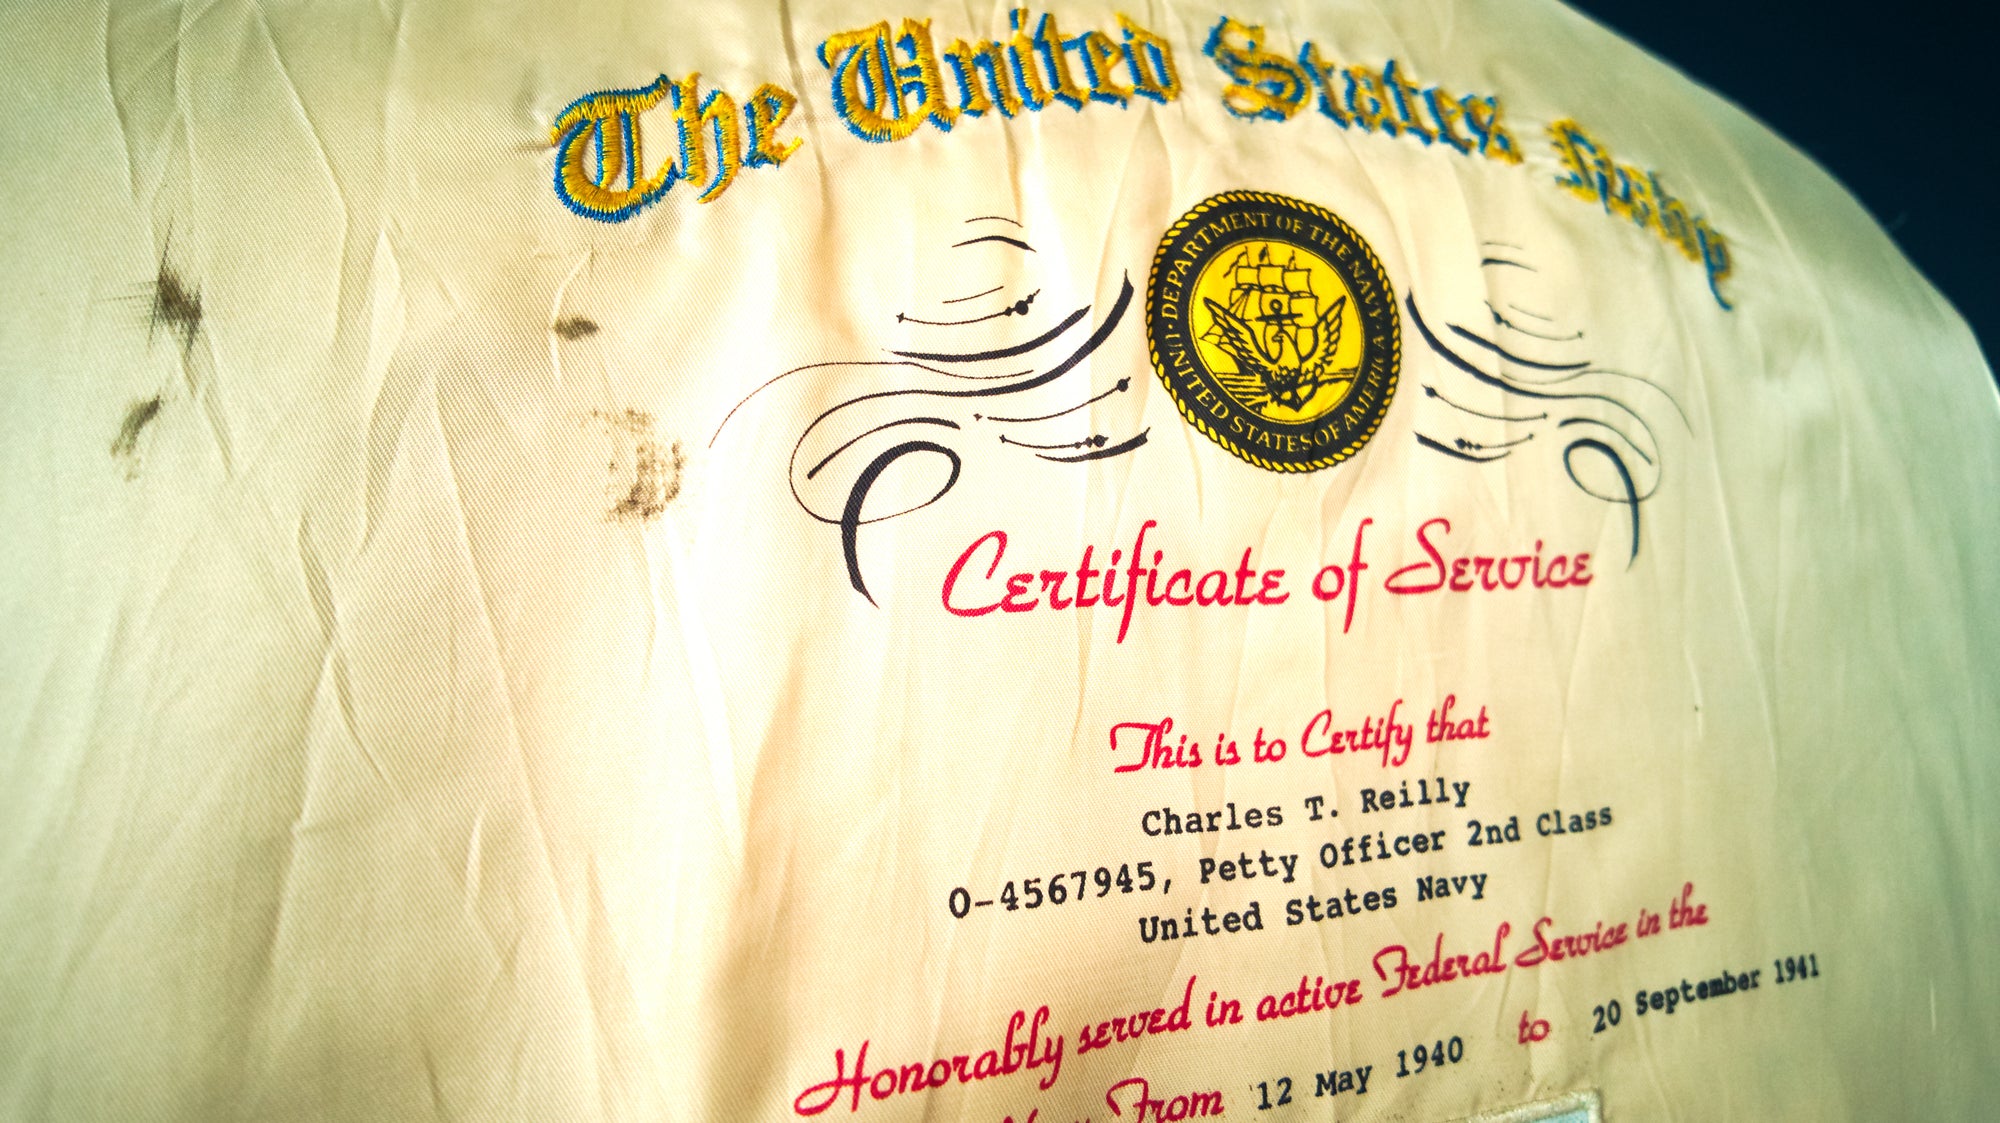 The United States Navy
· DEPARTMENT OF THE NAVY ·
UNITED STATES OF AMERICA
Certificate of Service
This is to Certify that
Charles T. Reilly
O-4567945, Petty Officer 2nd Class
United States Navy
Honorably served in active Federal Service in the
From 12 May 1940 to 20 September 1941